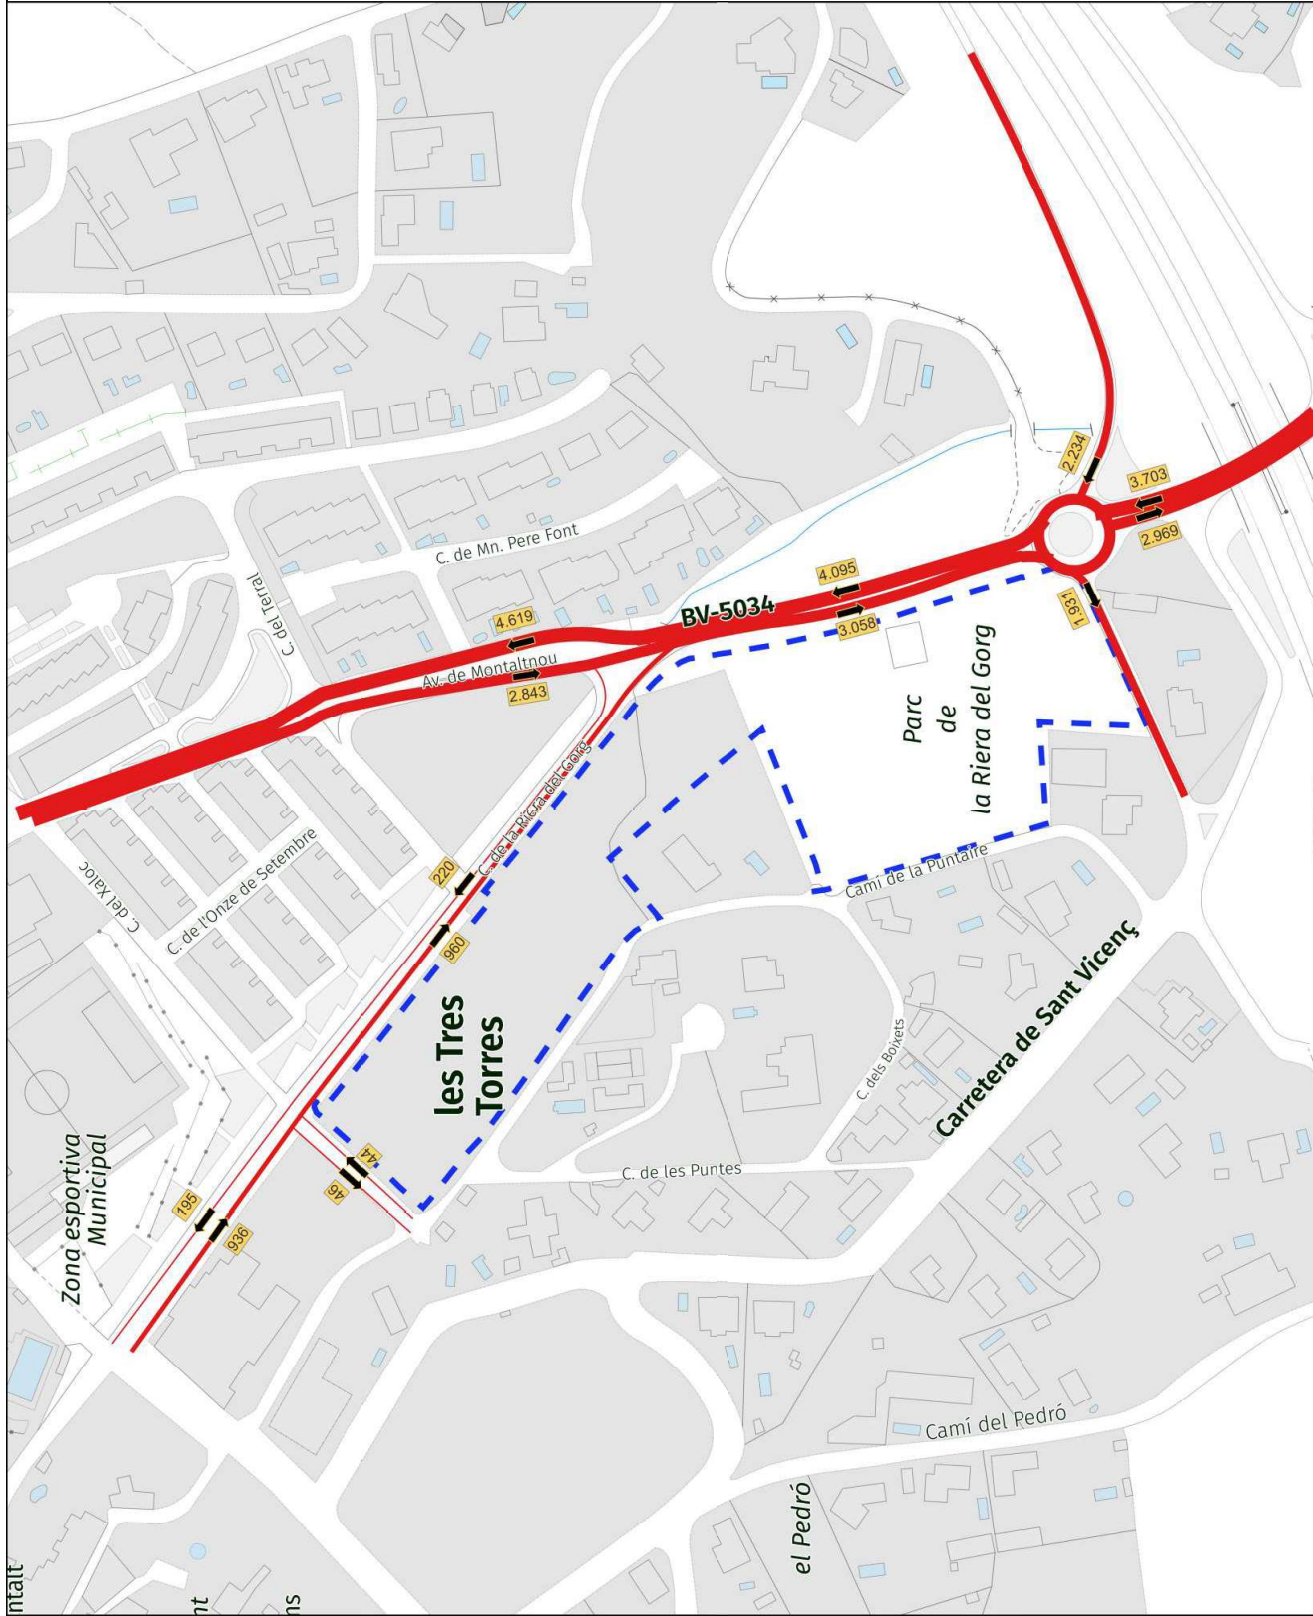 C. de Mn. Pere Font
C. del Terral
2.234
3.703
2.969
4.095
BV-5034
3.058
1.931
4.619
Av. de Montaltnou
2.843
Parc
de
la Riera del Gorg
C. de la Riera del Gorg
C. del Xaloc
C. de l'Onze de Setembre
220
960
Camí de la Puntaire
les Tres
Torres
C. dels Boixets
Carretera de Sant Vicenç
Zona esportiva
Municipal
195
936
44
46
C. de les Puntes
Camí del Pedró
el Pedró
ntalt
nt
ns